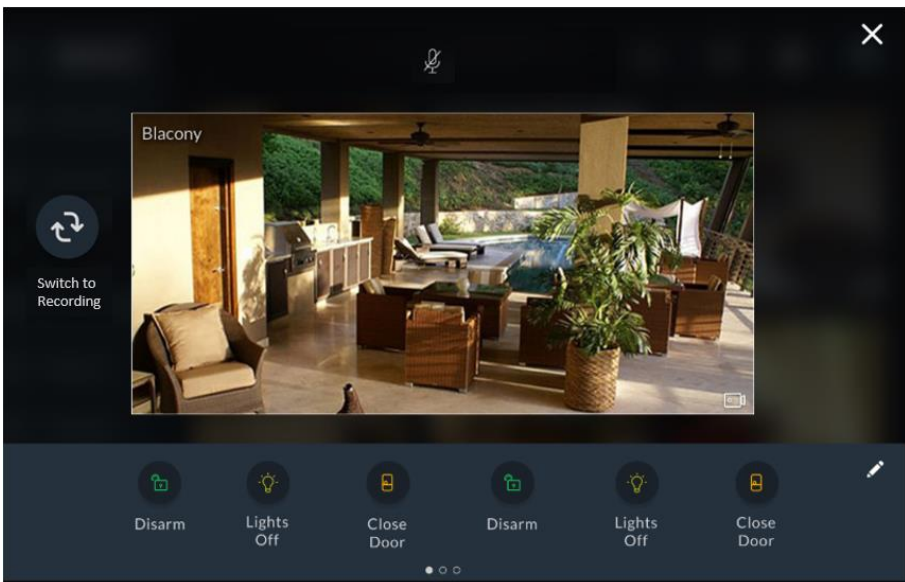 Blacony
Switch to
Recording
Disarm
Lights
Off
Close
Door
Disarm
Lights
Off
Close
Door